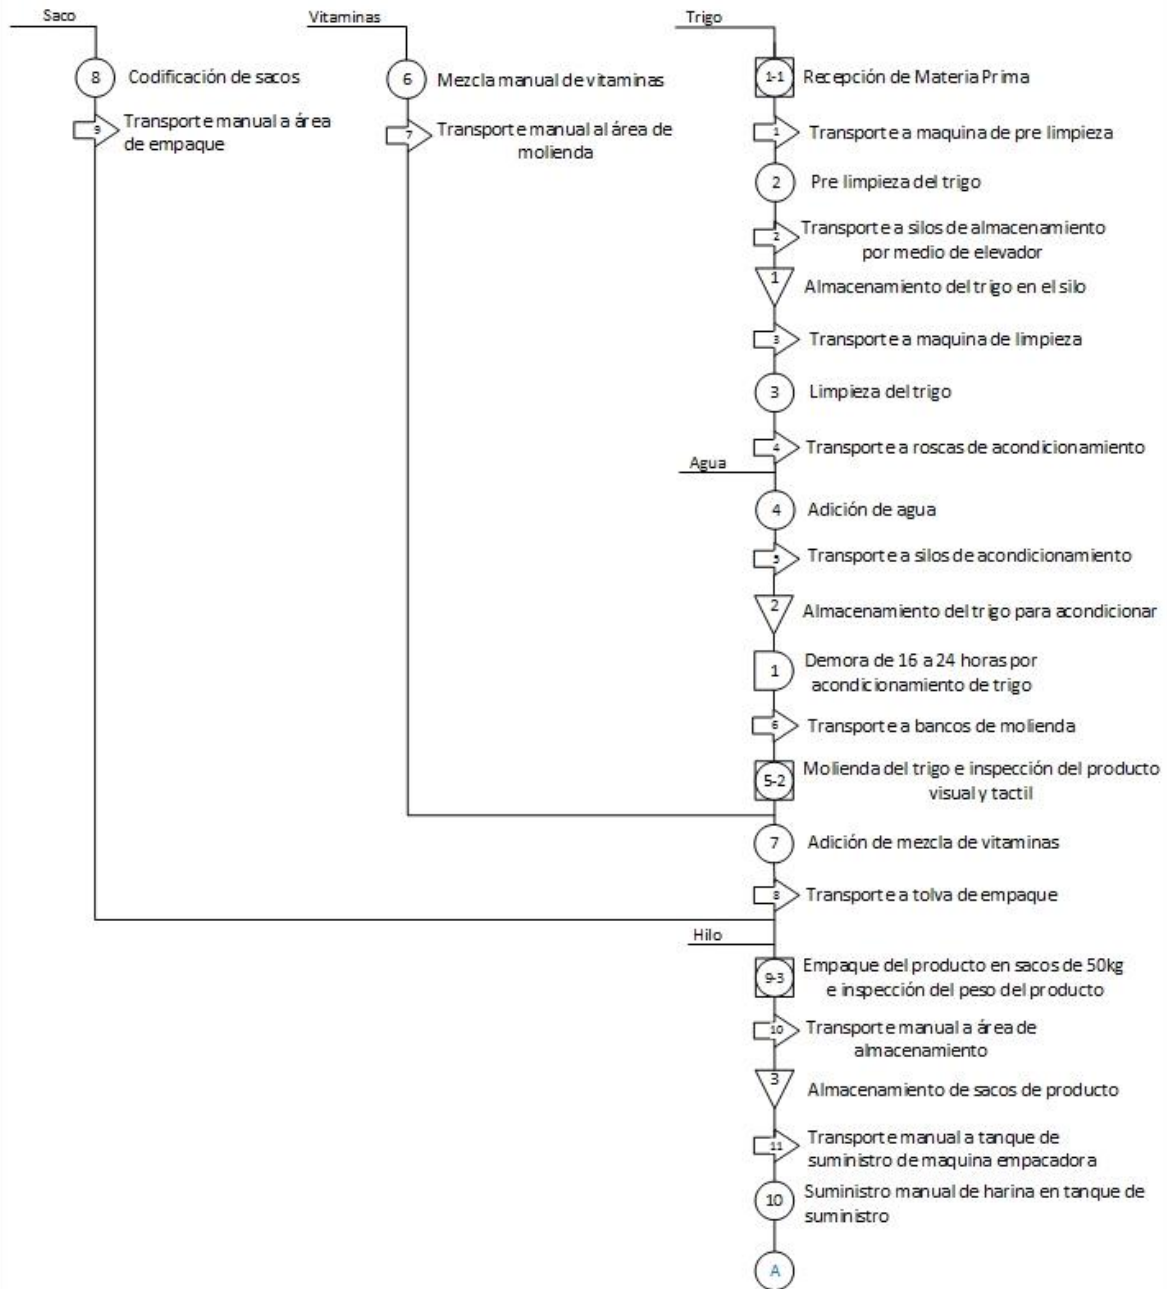 Saco
Vitaminas
Trigo
8
Codificación de sacos
6
Mezcla manual de vitaminas
1-1
Recepción de Materia Prima
9
Transporte manual a área
de empaque
7
Transporte manual al área de
molienda
1
Transporte a maquina de pre limpieza
2
Pre limpieza del trigo
2
Transporte a silos de almacenamiento
por medio de elevador
1
Almacenamiento del trigo en el silo
3
Transporte a maquina de limpieza
3
Limpieza del trigo
4
Transporte a roscas de acondicionamiento
Agua
4
Adición de agua
5
Transporte a silos de acondicionamiento
2
Almacenamiento del trigo para acondicionar
1
Demora de 16 a 24 horas por
acondicionamiento de trigo
6
Transporte a bancos de molienda
5-2
Molienda del trigo e inspección del producto
visual y tactil
7
Adición de mezcla de vitaminas
8
Transporte a tolva de empaque
Hilo
9-3
Empaque del producto en sacos de 50kg
e inspección del peso del producto
10
Transporte manual a área de
almacenamiento
3
Almacenamiento de sacos de producto
11
Transporte manual a tanque de
suministro de maquina empacadora
10
Suministro manual de harina en tanque de
suministro
A